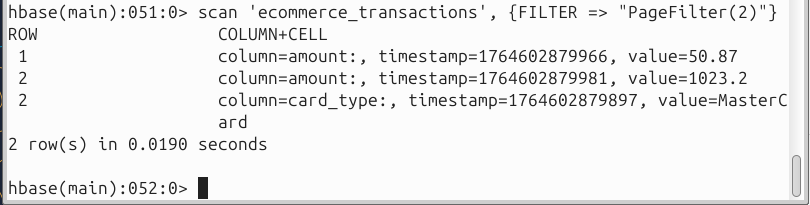 hbase(main):051:0> scan 'ecommerce_transactions', {FILTER => "PageFilter(2)"}
ROW                   COLUMN+CELL
 1                    column=amount:, timestamp=1764602879966, value=50.87
 2                    column=amount:, timestamp=1764602879981, value=1023.2
 2                    column=card_type:, timestamp=1764602879897, value=MasterC
                      ard
2 row(s) in 0.0190 seconds
hbase(main):052:0>